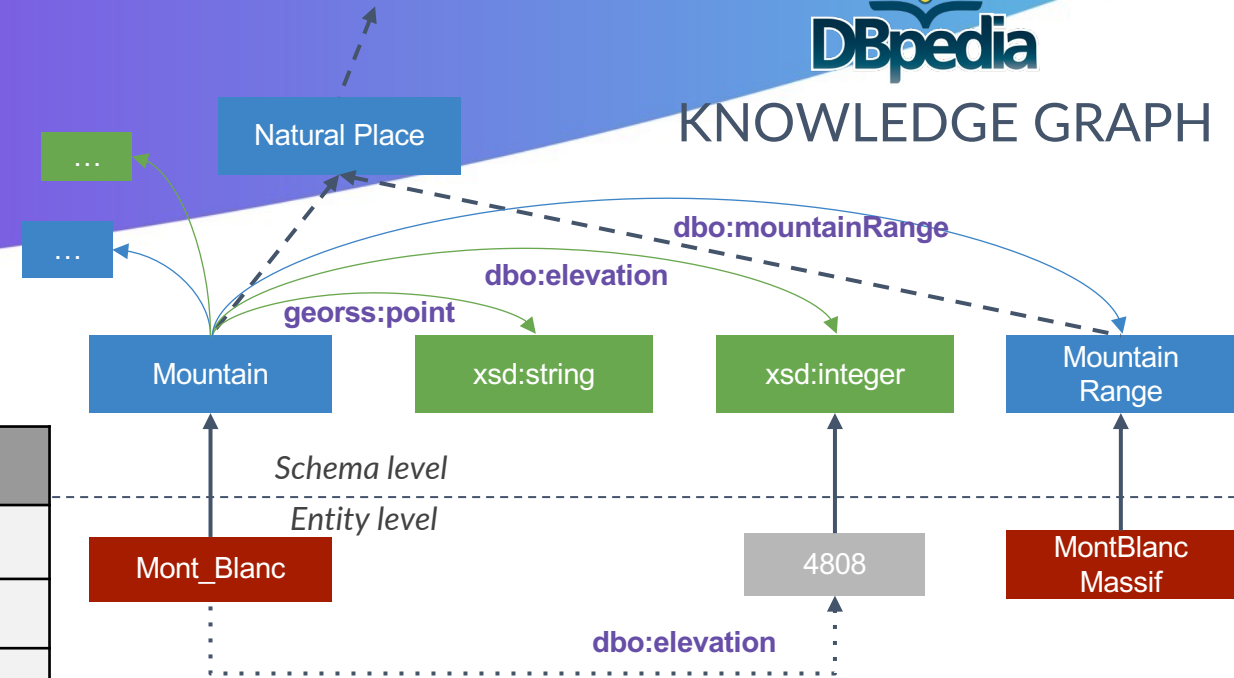 DBpedia
KNOWLEDGE GRAPH
Natural Place
…
…
dbo:mountainRange
dbo:elevation
georss:point
Mountain
xsd:string
xsd:integer
Mountain
Range
Schema level
Entity level
Mont_Blanc
4808
MontBlanc
Massif
dbo:elevation